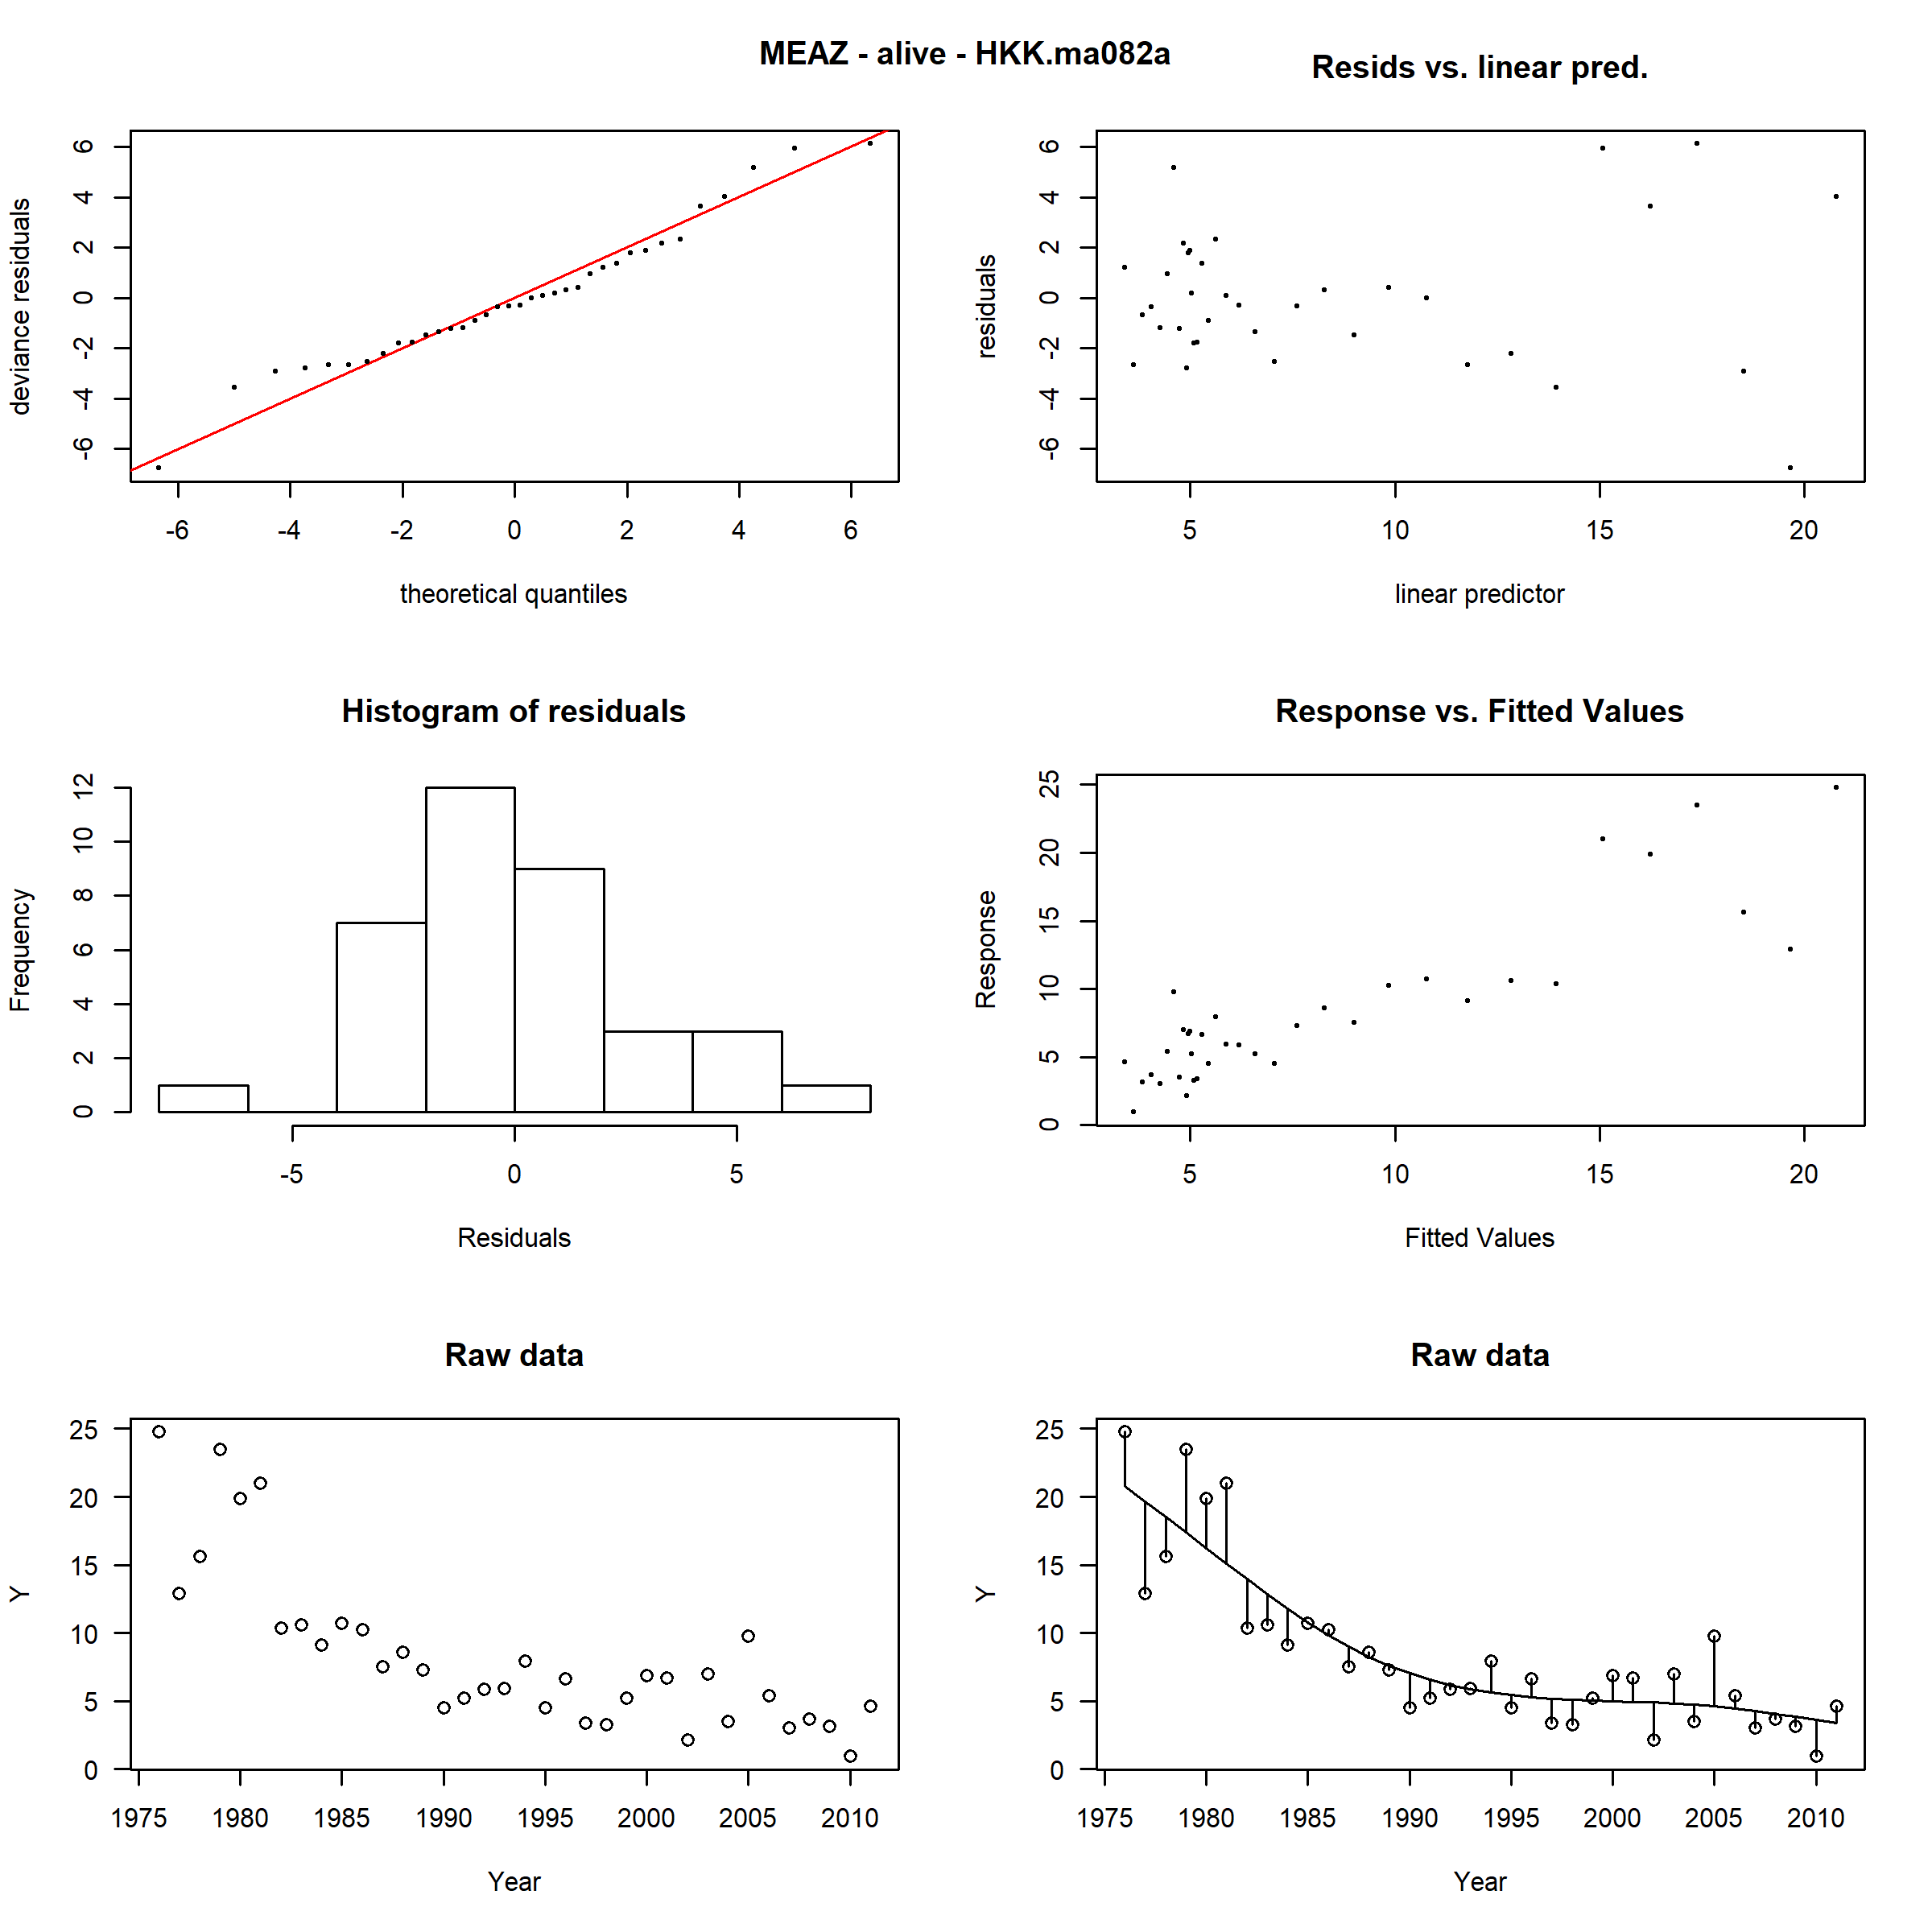 MEAZ - alive - HKK.ma082a
Resids vs. linear pred.
deviance residuals
-6 -4 -2 0 2 4 6
-6 -4 -2 0 2 4 6
theoretical quantiles
residuals
-6 -4 -2 0 2 4 6
5 10 15 20
linear predictor
Histogram of residuals
Frequency
0 2 4 6 8 10 12
-5 0 5
Residuals
Response vs. Fitted Values
Response
0 5 10 15 20 25
5 10 15 20
Fitted Values
Raw data
Y
0 5 10 15 20 25
1975 1980 1985 1990 1995 2000 2005 2010
Year
Raw data
Y
0 5 10 15 20 25
1975 1980 1985 1990 1995 2000 2005 2010
Year